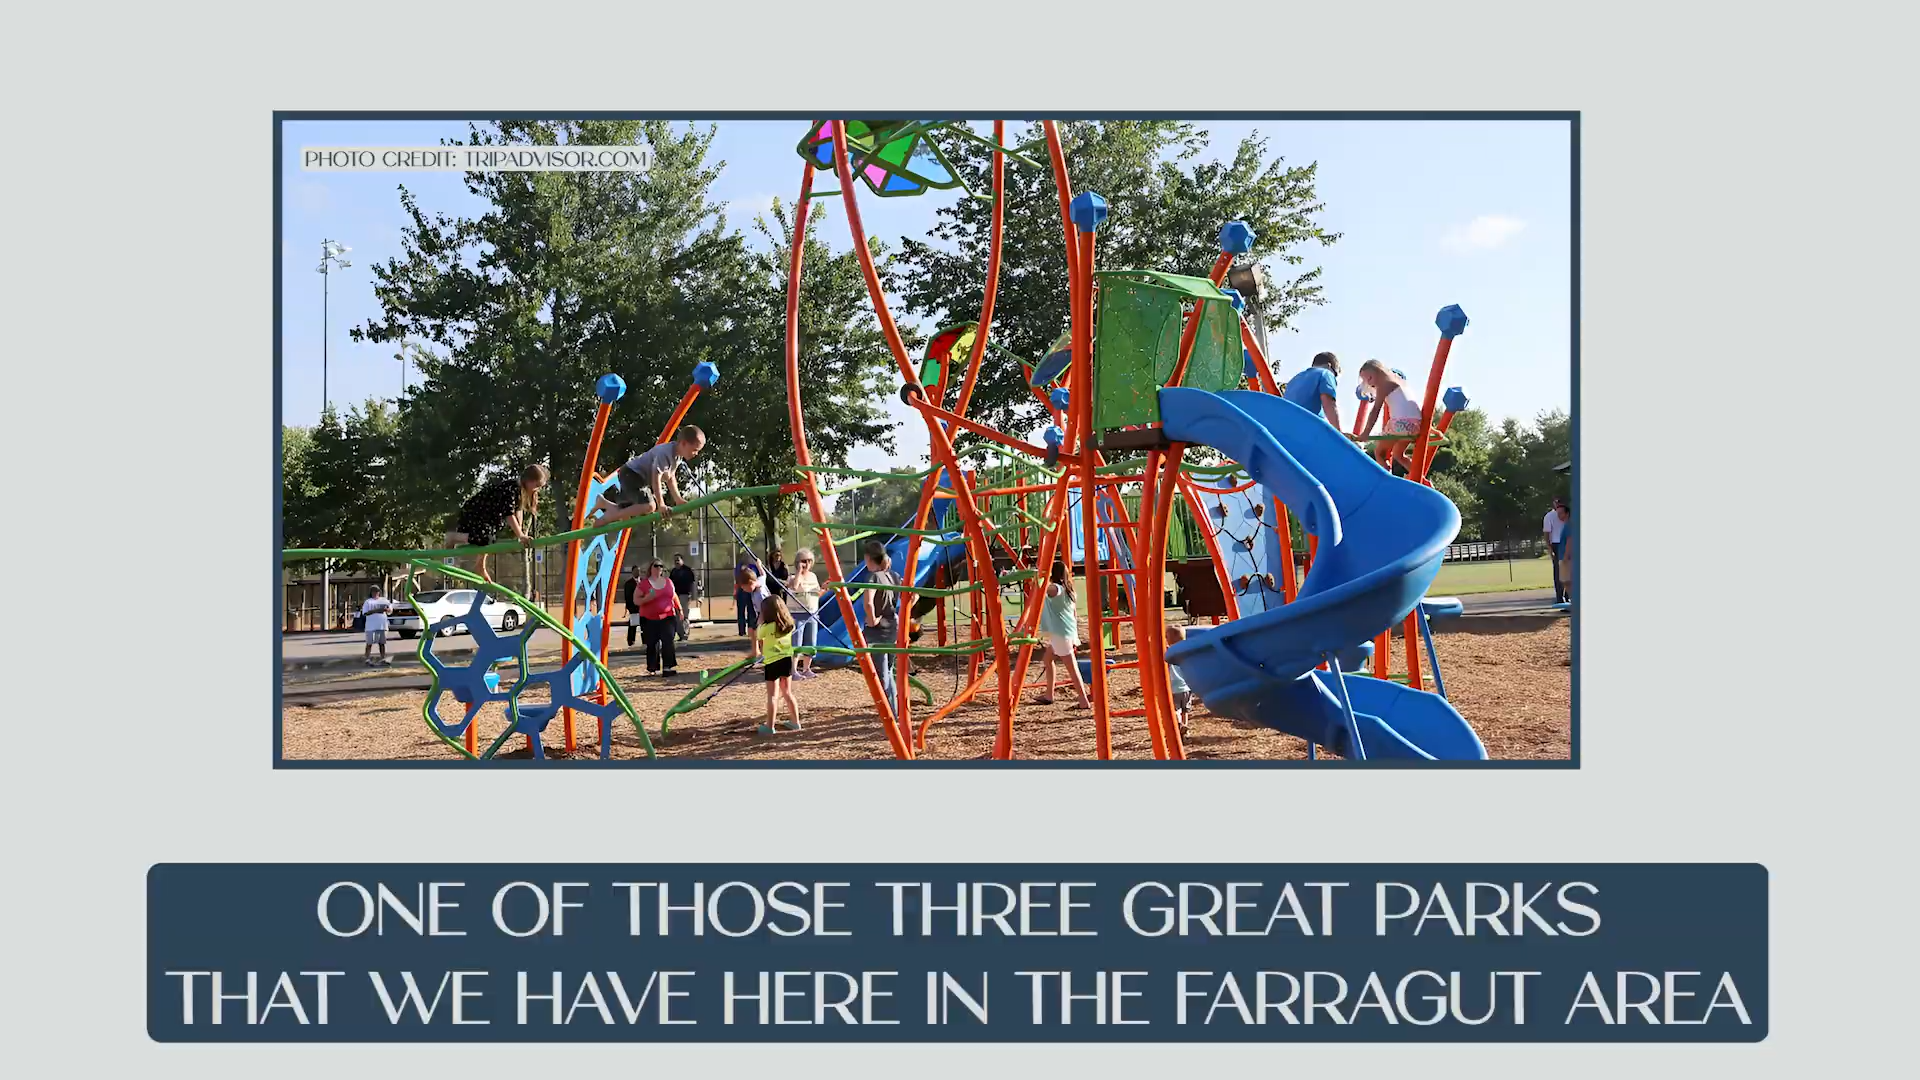 PHOTO CREDIT: TRIPADVISOR.COM
ONE OF THOSE THREE GREAT PARKS
THAT WE HAVE HERE IN THE FARRAGUT AREA